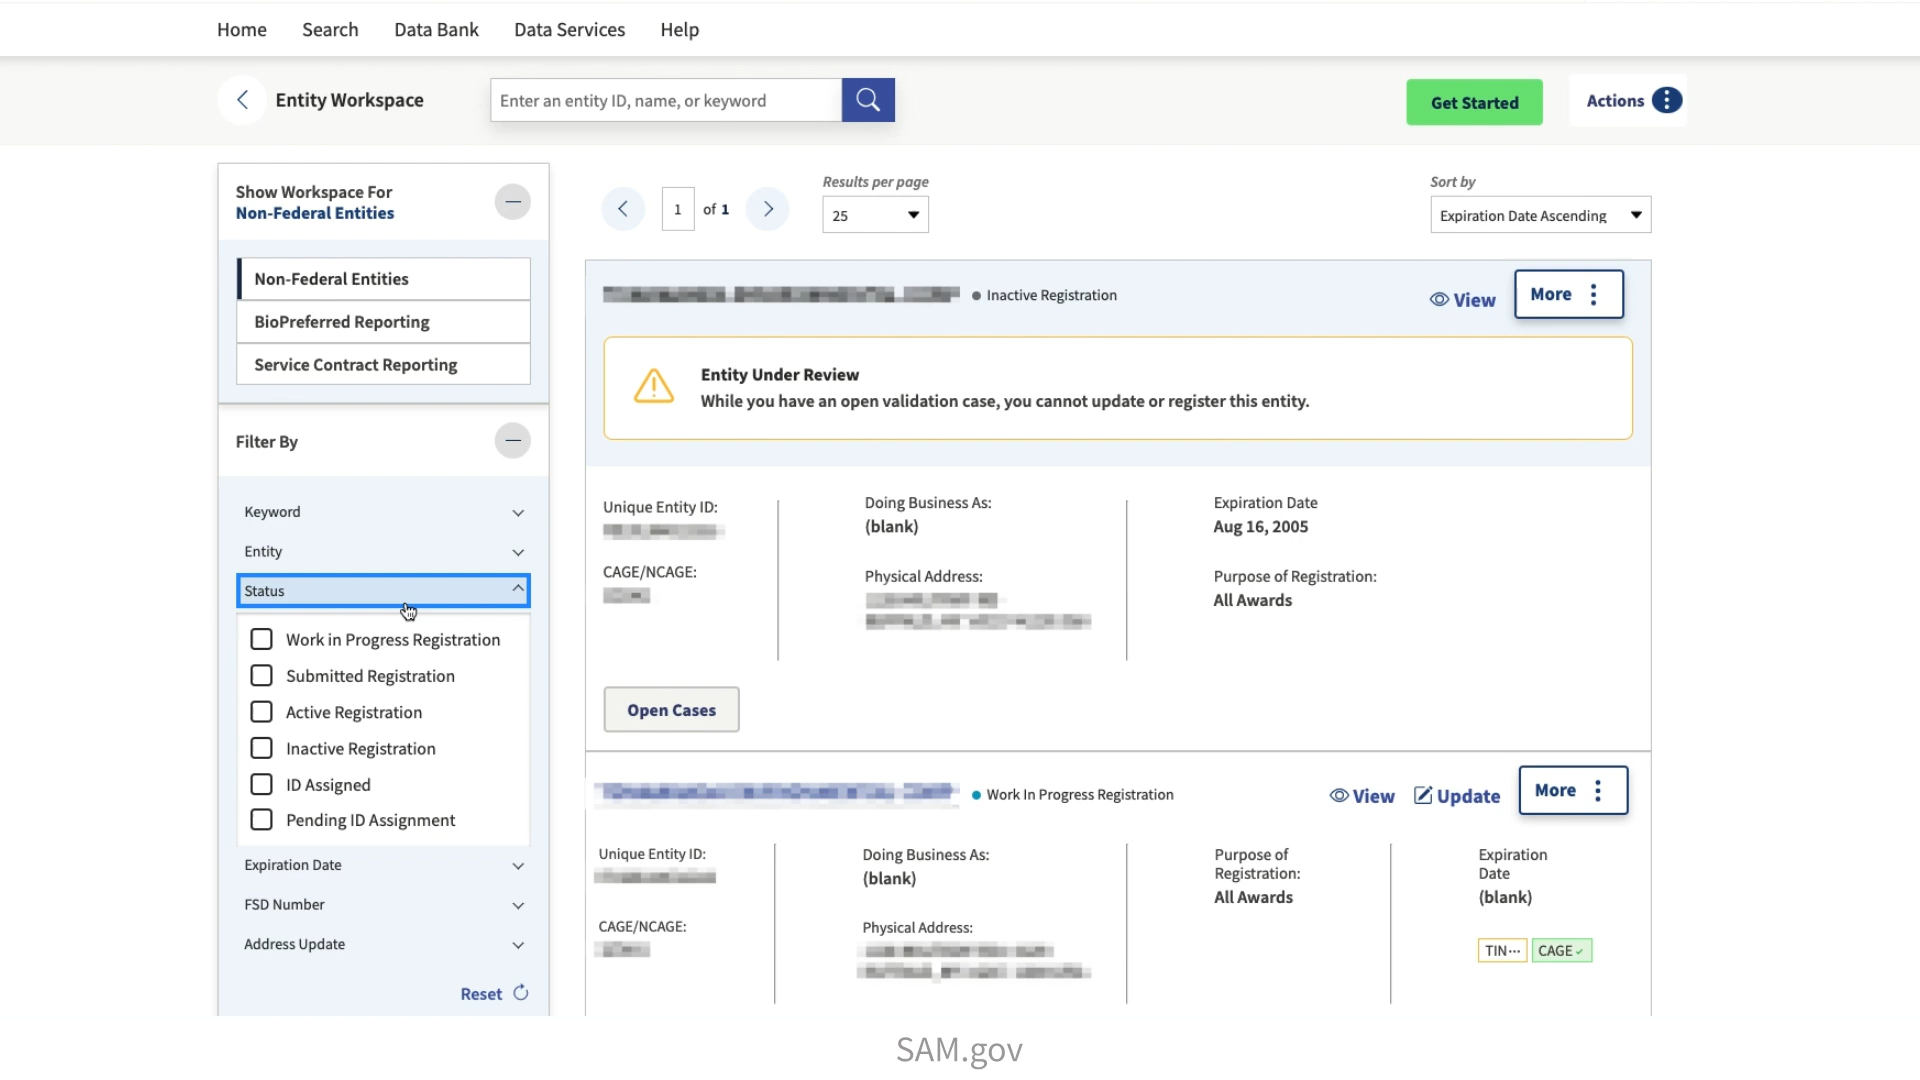 Home Search Data Bank Data Services Help
Entity Workspace
Enter an entity ID, name, or keyword
Get Started
Actions
Show Workspace For
Non-Federal Entities
Non-Federal Entities
BioPreferred Reporting
Service Contract Reporting
Filter By
Keyword
Entity
Status
Work in Progress Registration
Submitted Registration
Active Registration
Inactive Registration
ID Assigned
Pending ID Assignment
Expiration Date
FSD Number
Address Update
Reset
1 of 1
Results per page
25
Sort by
Expiration Date Ascending
Inactive Registration
View
More
Entity Under Review
While you have an open validation case, you cannot update or register this entity.
Unique Entity ID:
CAGE/NCAGE:
Doing Business As:
(blank)
Physical Address:
Expiration Date
Aug 16, 2005
Purpose of Registration:
All Awards
Open Cases
Work In Progress Registration
View
Update
More
Unique Entity ID:
CAGE/NCAGE:
Doing Business As:
(blank)
Physical Address:
Purpose of
Registration:
All Awards
Expiration
Date
(blank)
TIN···
CAGE ✓
SAM.gov